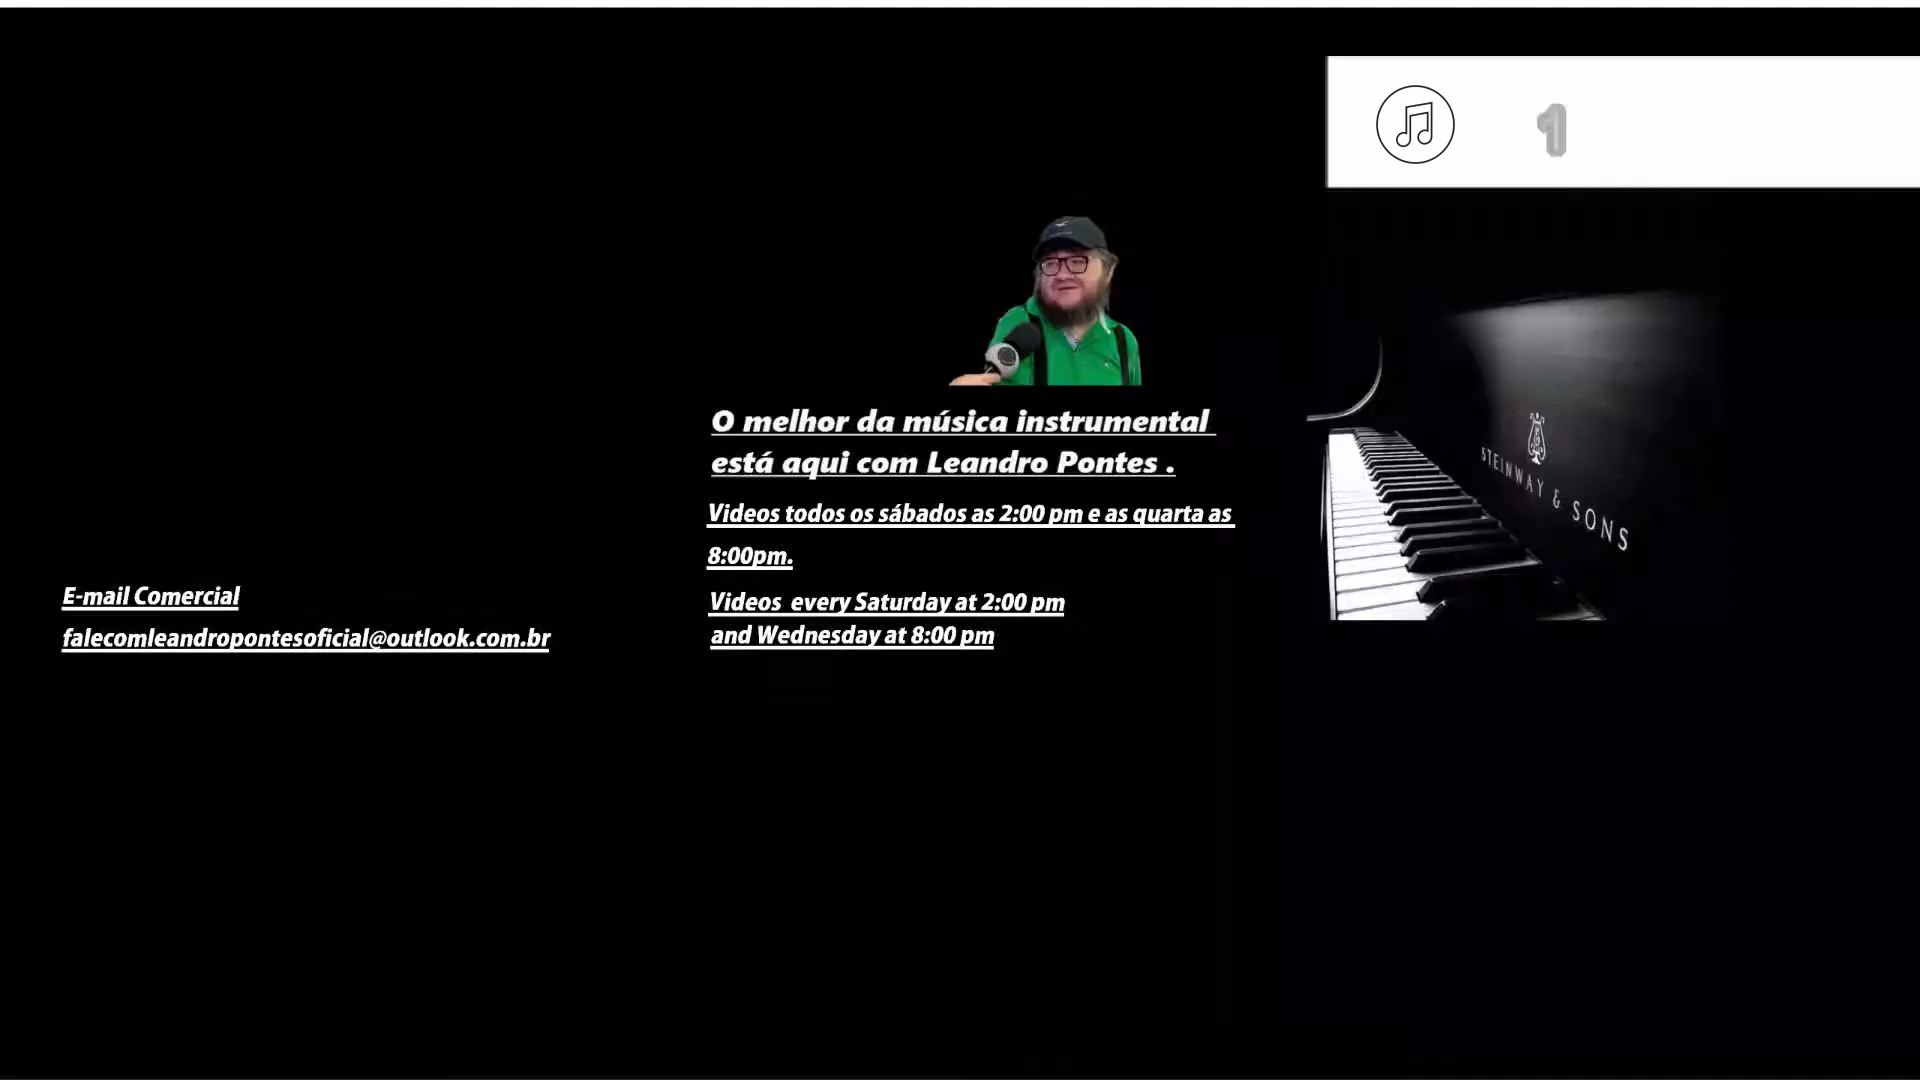 1
O melhor da música instrumental
está aqui com Leandro Pontes .
Videos todos os sábados as 2:00 pm e as quarta as
8:00pm.
Videos every Saturday at 2:00 pm
and Wednesday at 8:00 pm
E-mail Comercial
falecomleandropontesoficial@outlook.com.br
STEINWAY & SONS